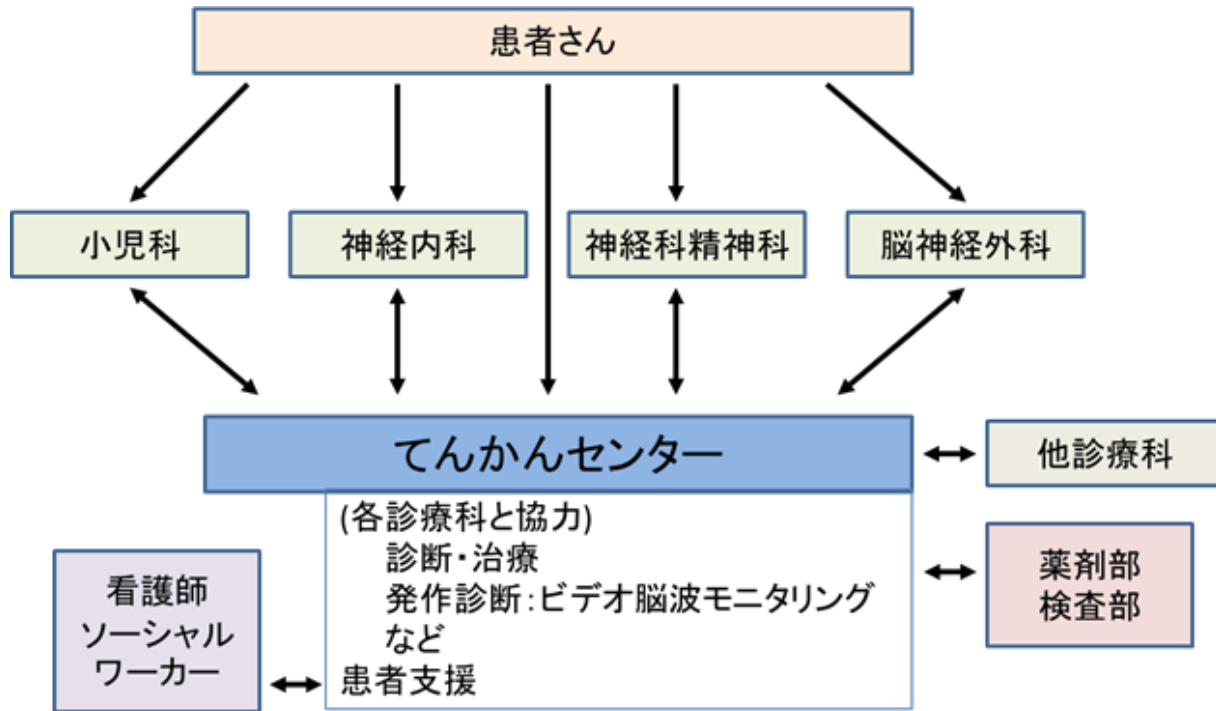 患者さん
小児科
神経内科
神経科精神科
脳神経外科
てんかんセンター
他診療科
(各診療科と協力)
診断・治療
発作診断:ビデオ脳波モニタリング
など
患者支援
薬剤部
検査部
看護師
ソーシャル
ワーカー